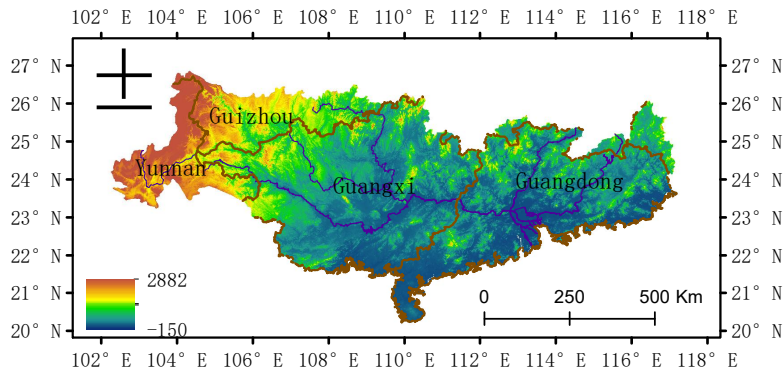 102° E 104° E 106° E 108° E 110° E 112° E 114° E 116° E 118° E
27° N 27° N
26° N 26° N
Guizhou
25° N 25° N
Yunnan
24° N 24° N
Guangxi Guangdong
23° N 23° N
22° N 22° N
2882
21° N 21° N
0 250 500 Km
-150
20° N 20° N
102° E 104° E 106° E 108° E 110° E 112° E 114° E 116° E 118° E